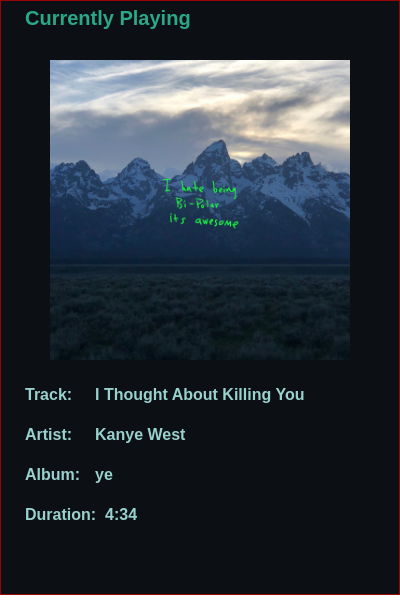 Currently Playing
I hate being
Bi-Polar
its awesome
Track: I Thought About Killing You
Artist: Kanye West
Album: ye
Duration: 4:34